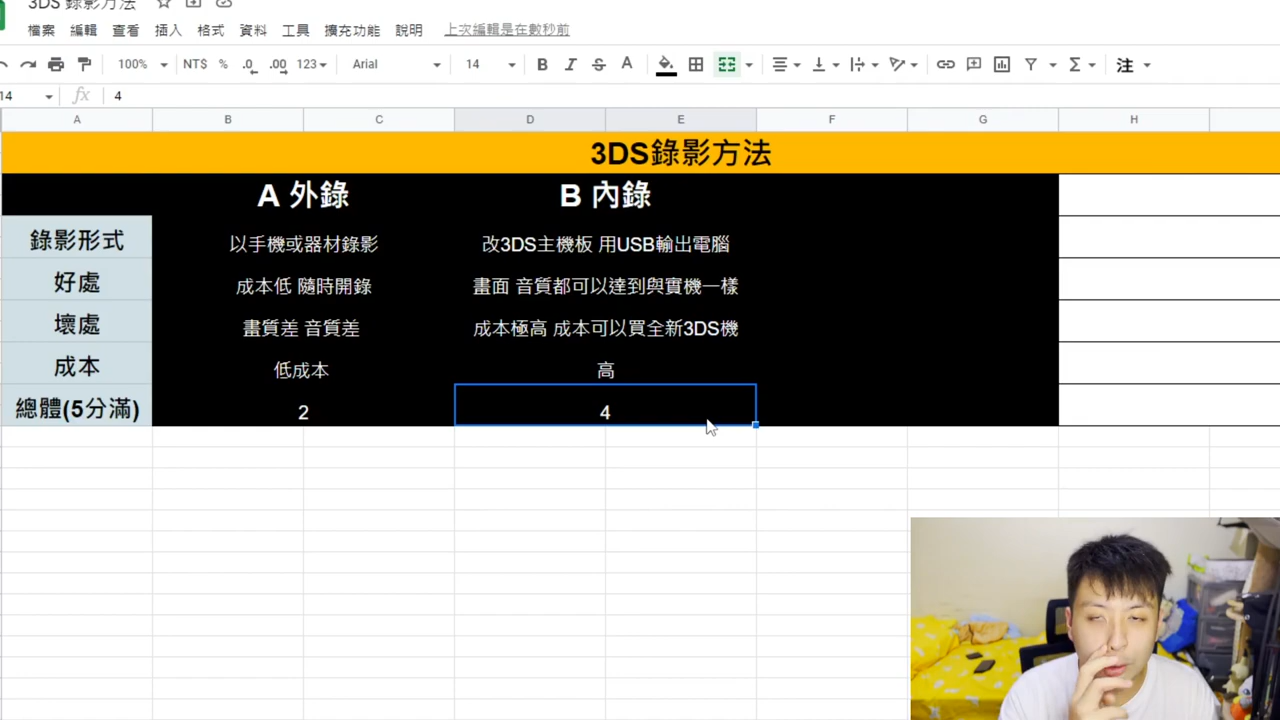 3DS 錄影方法
檔案 編輯 查看 插入 格式 資料 工具 擴充功能 說明 上次編輯是在數秒前
100% NT$ % .0 .00 123 Arial 14 B I S A Σ 注
14 fx 4
A B C D E F G H
3DS錄影方法
A 外錄 B 內錄
錄影形式 以手機或器材錄影 改3DS主機板 用USB輸出電腦
好處 成本低 隨時開錄 畫面 音質都可以達到與實機一樣
壞處 畫質差 音質差 成本極高 成本可以買全新3DS機
成本 低成本 高
總體(5分滿) 2 4